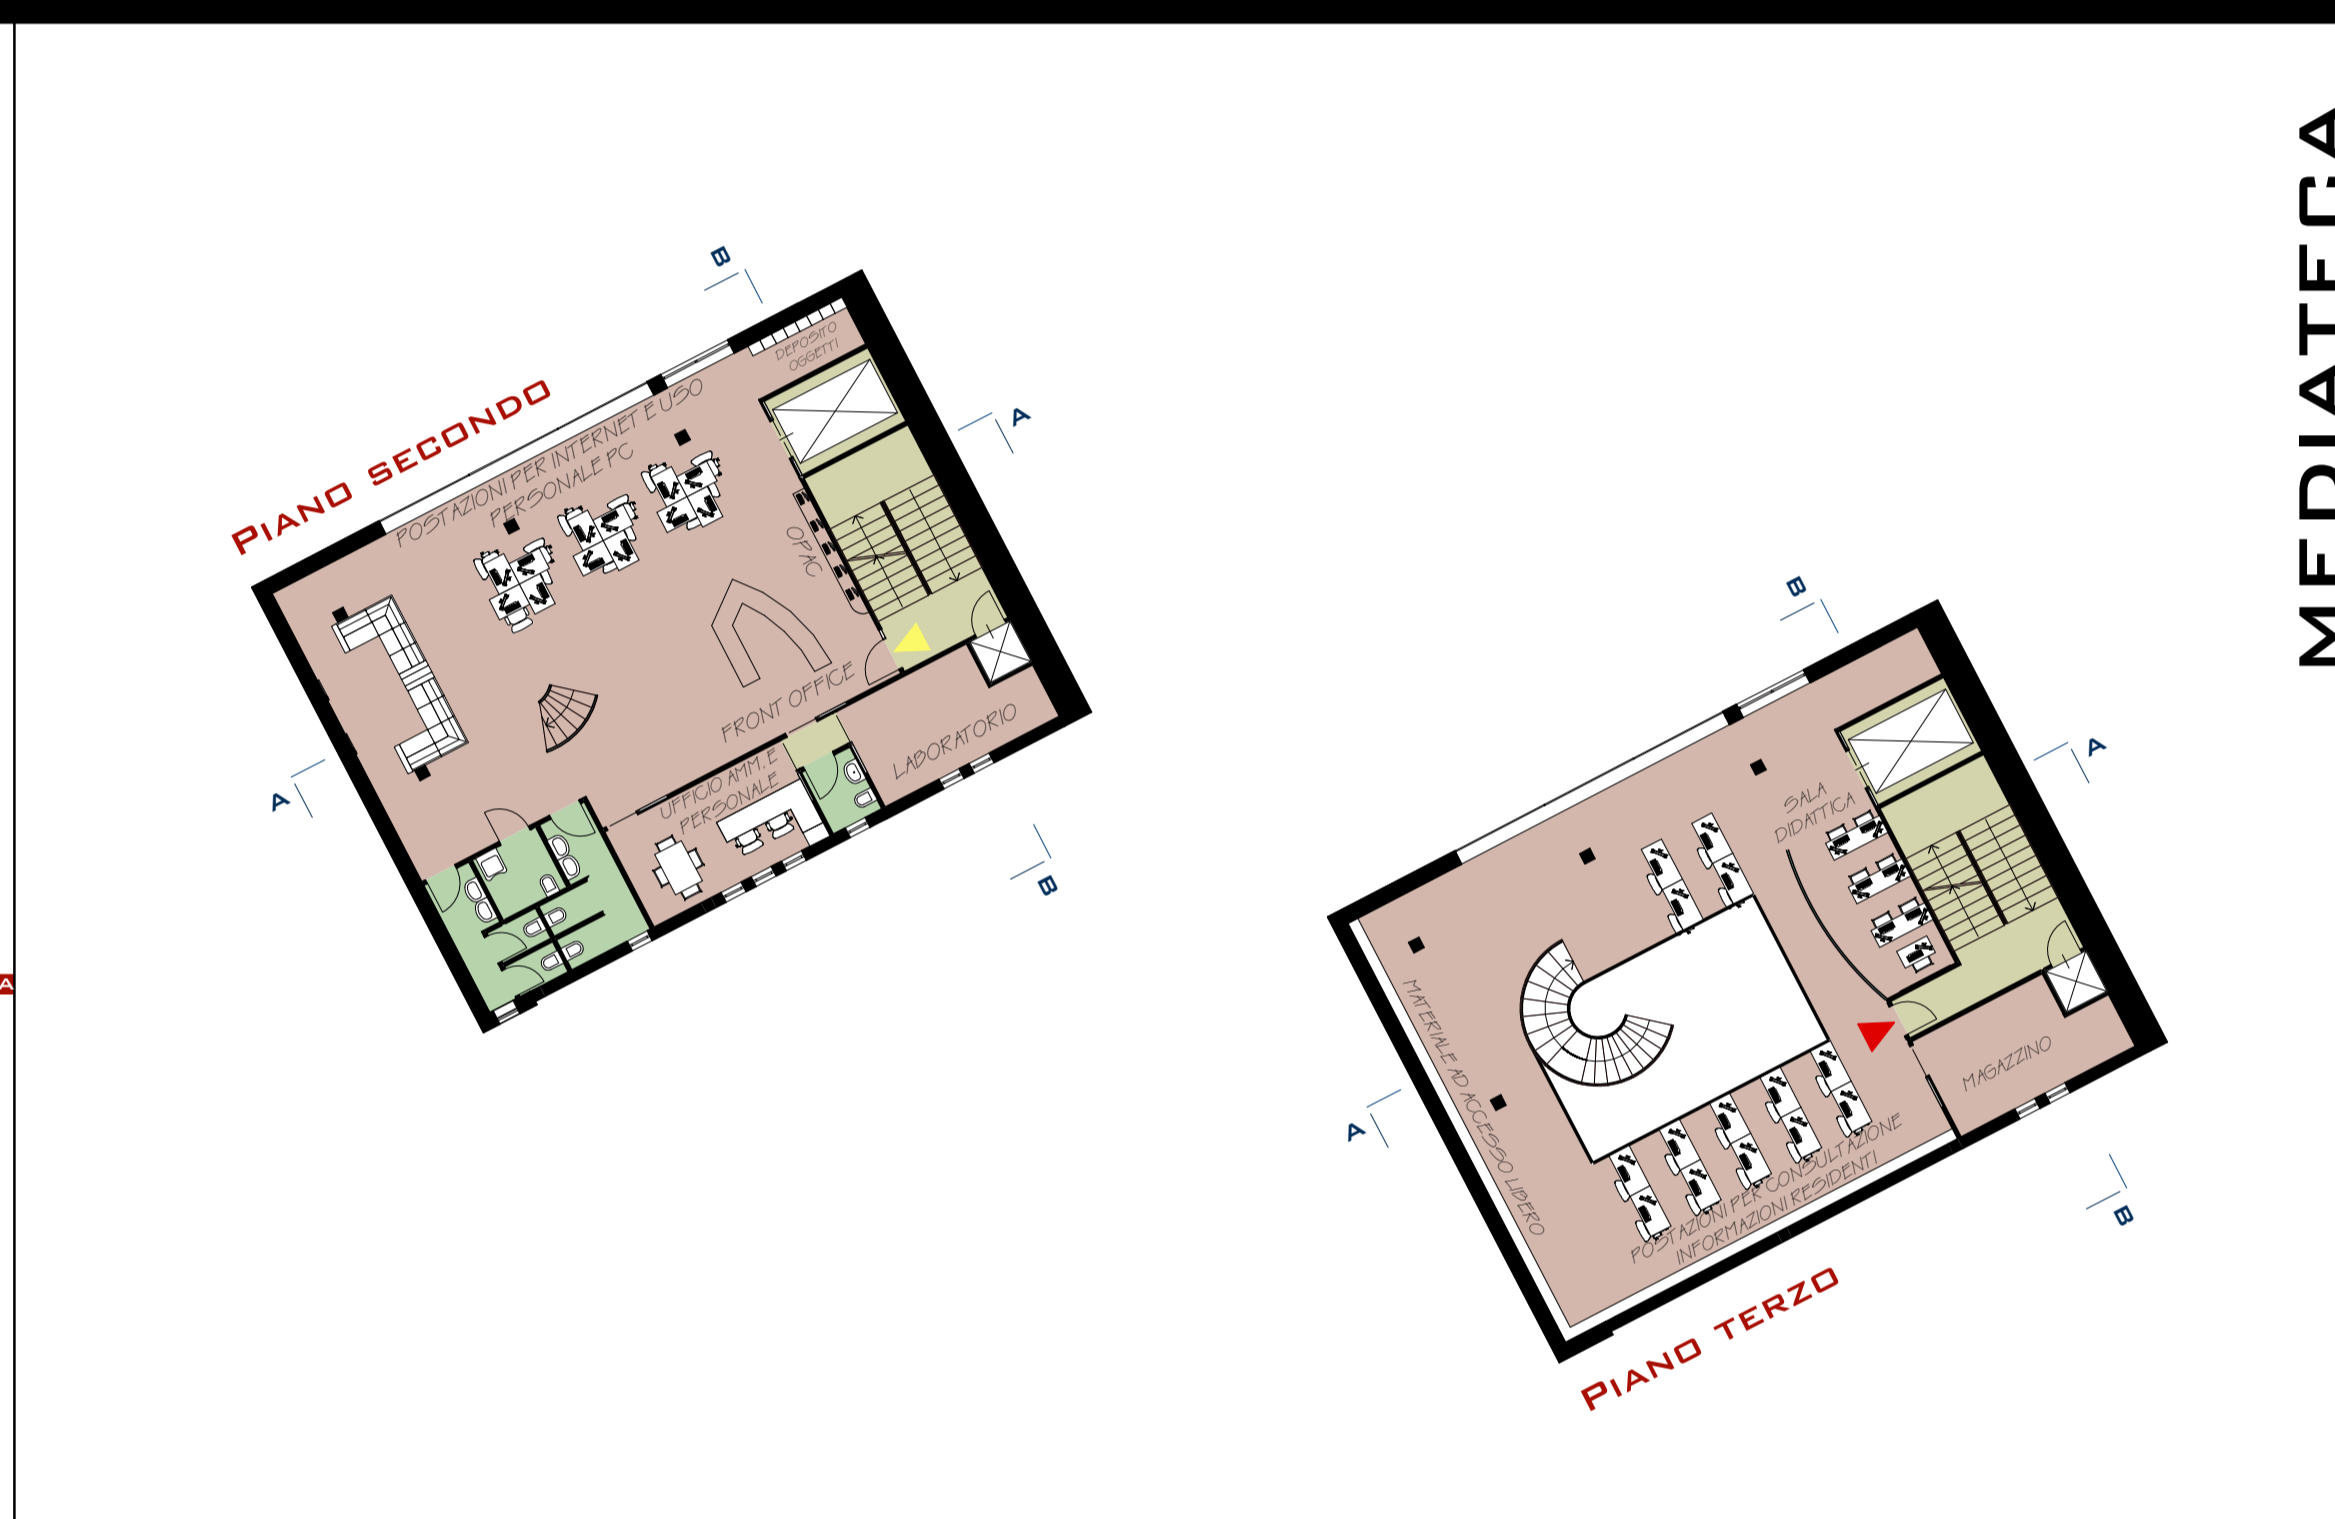 PIANO SECONDO
B
DEPOSITO
OGGETTI
A
POSTAZIONI PER INTERNET E USO
PERSONALE PC
OPAC
FRONT OFFICE
LABORATORIO
UFFICIO AMM. E
PERSONALE
A
B
MEDIATECA
B
A
SALA
DIDATTICA
MATERIALE AD ACCESSO LIBERO
MAGAZZINO
A
POSTAZIONI PER CONSULTAZIONE
INFORMAZIONI RESIDENTI
B
PIANO TERZO
A